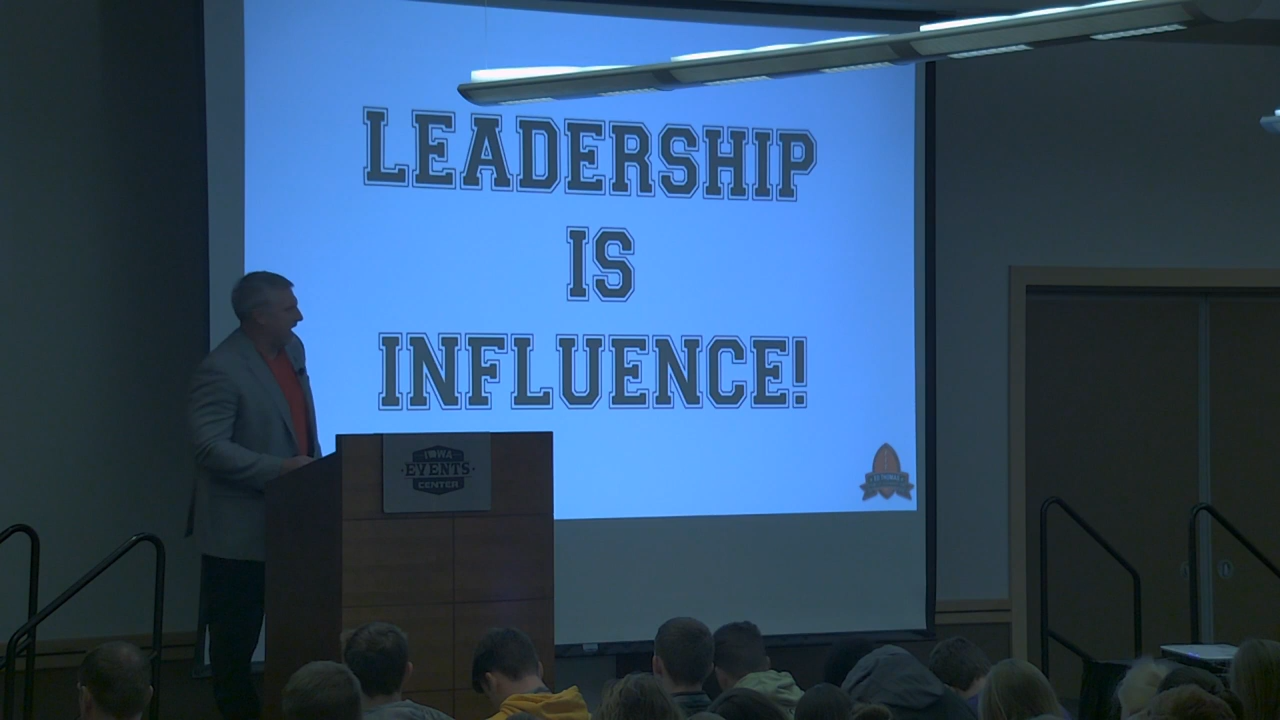 LEADERSHIP
IS
INFLUENCE!
IOWA
EVENTS
CENTER